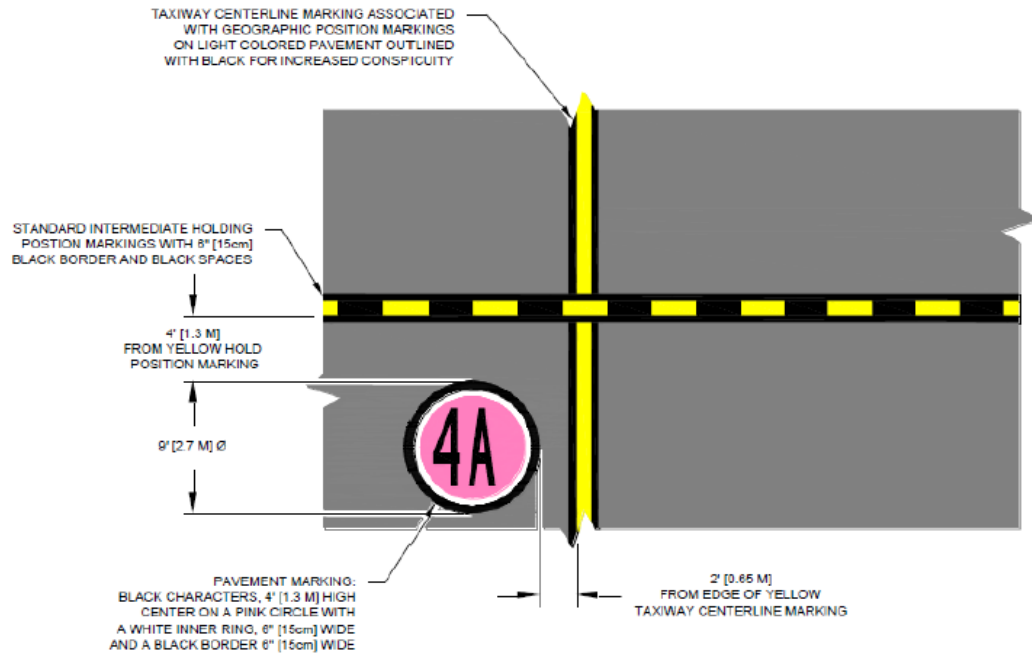 TAXIWAY CENTERLINE MARKING ASSOCIATED
WITH GEOGRAPHIC POSITION MARKINGS
ON LIGHT COLORED PAVEMENT OUTLINED
WITH BLACK FOR INCREASED CONSPICUITY
STANDARD INTERMEDIATE HOLDING
POSTION MARKINGS WITH 6" [15cm]
BLACK BORDER AND BLACK SPACES
4' [1.3 M]
FROM YELLOW HOLD
POSITION MARKING
9' [2.7 M] Ø
4A
PAVEMENT MARKING:
BLACK CHARACTERS, 4' [1.3 M] HIGH
CENTER ON A PINK CIRCLE WITH
A WHITE INNER RING, 6" [15cm] WIDE
AND A BLACK BORDER 6" [15cm] WIDE
2' [0.65 M]
FROM EDGE OF YELLOW
TAXIWAY CENTERLINE MARKING